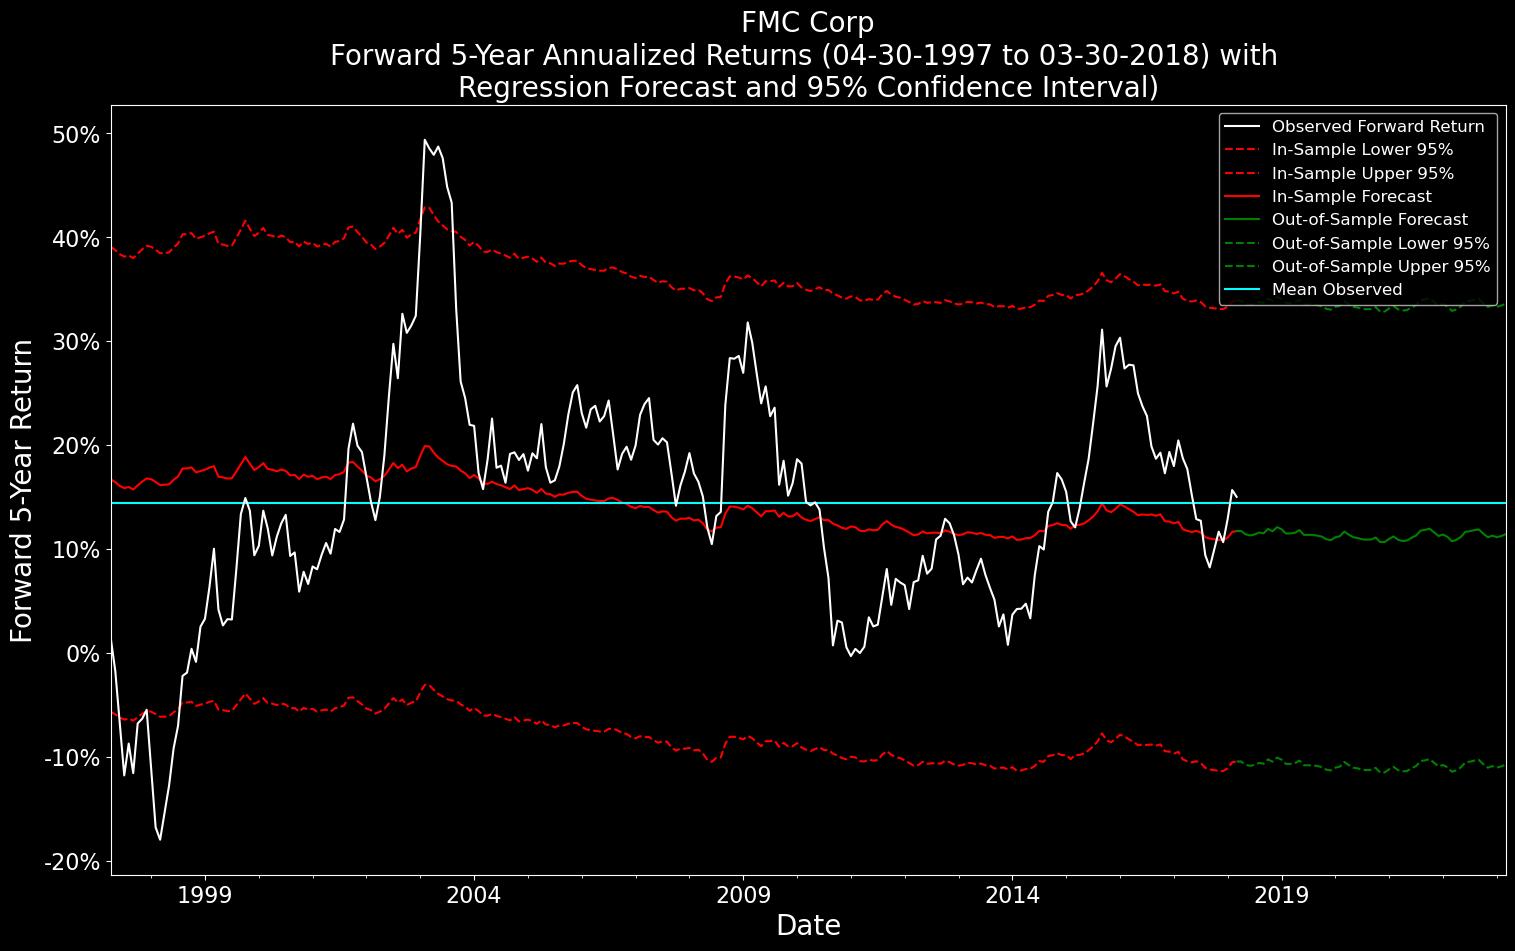 FMC Corp
Forward 5-Year Annualized Returns (04-30-1997 to 03-30-2018) with
Regression Forecast and 95% Confidence Interval)
Observed Forward Return
In-Sample Lower 95%
In-Sample Upper 95%
In-Sample Forecast
Out-of-Sample Forecast
Out-of-Sample Lower 95%
Out-of-Sample Upper 95%
Mean Observed
Forward 5-Year Return
50%
40%
30%
20%
10%
0%
-10%
-20%
1999 2004 2009 2014 2019
Date